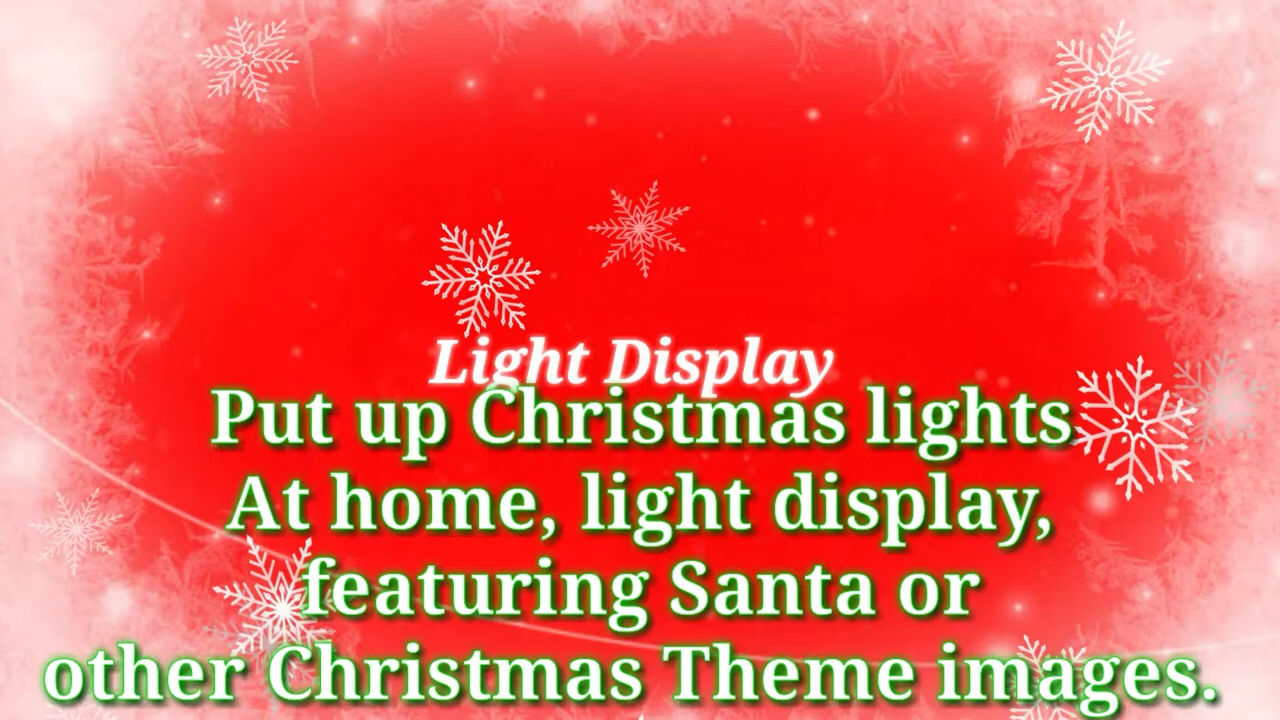 Light Display
Put up Christmas lights
At home, light display,
featuring Santa or
other Christmas Theme images.